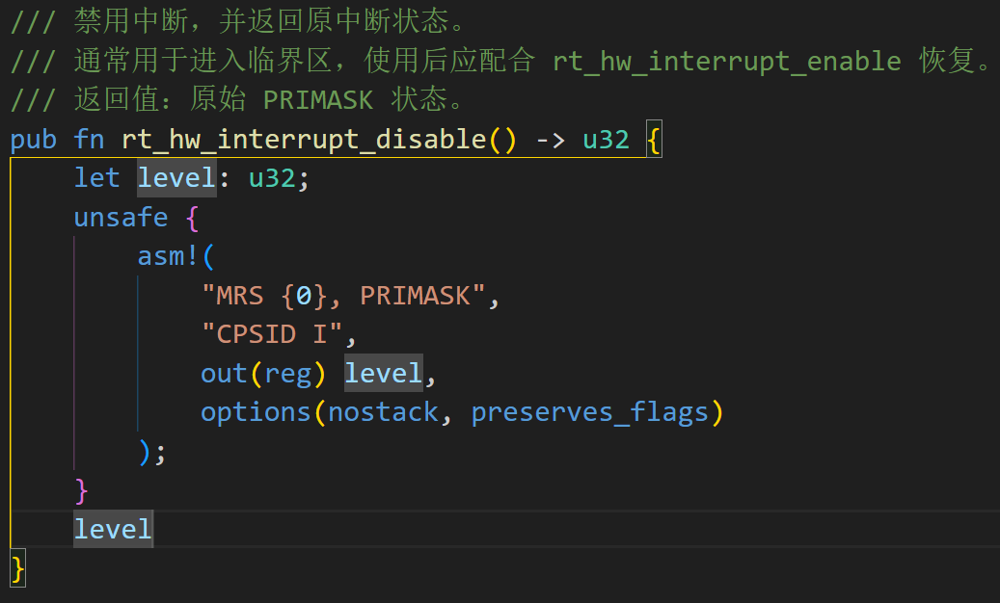 /// 禁用中断，并返回原中断状态。
/// 通常用于进入临界区，使用后应配合 rt_hw_interrupt_enable 恢复。
/// 返回值：原始 PRIMASK 状态。
pub fn rt_hw_interrupt_disable() -> u32 {
    let level: u32;
    unsafe {
        asm!(
            "MRS {0}, PRIMASK",
            "CPSID I",
            out(reg) level,
            options(nostack, preserves_flags)
        );
    }
    level
}